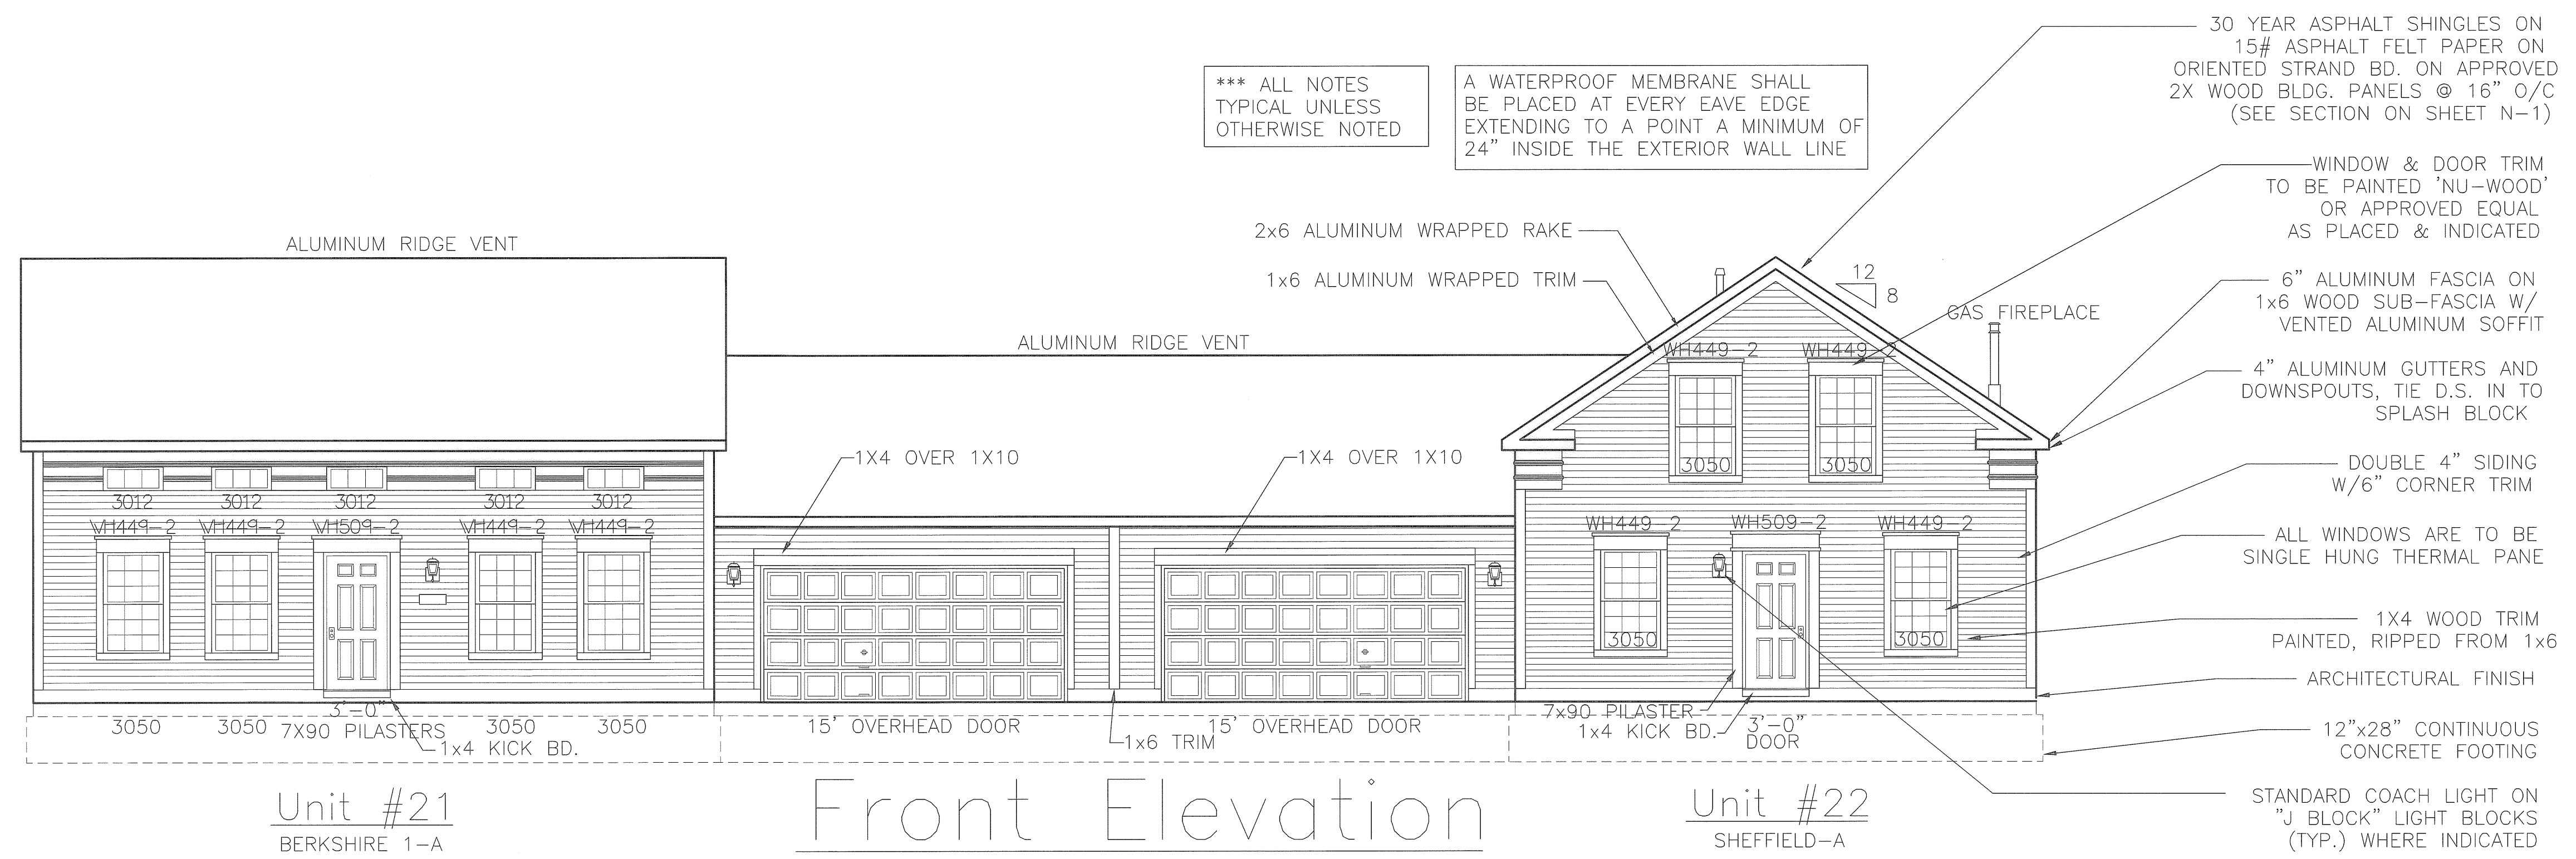 *** ALL NOTES
TYPICAL UNLESS
OTHERWISE NOTED
A WATERPROOF MEMBRANE SHALL
BE PLACED AT EVERY EAVE EDGE
EXTENDING TO A POINT A MINIMUM OF
24" INSIDE THE EXTERIOR WALL LINE
30 YEAR ASPHALT SHINGLES ON
15# ASPHALT FELT PAPER ON
ORIENTED STRAND BD. ON APPROVED
2X WOOD BLDG. PANELS @ 16" O/C
(SEE SECTION ON SHEET N-1)
WINDOW & DOOR TRIM
TO BE PAINTED 'NU-WOOD'
OR APPROVED EQUAL
AS PLACED & INDICATED
6" ALUMINUM FASCIA ON
1x6 WOOD SUB-FASCIA W/
VENTED ALUMINUM SOFFIT
4" ALUMINUM GUTTERS AND
DOWNSPOUTS, TIE D.S. IN TO
SPLASH BLOCK
DOUBLE 4" SIDING
W/6" CORNER TRIM
ALL WINDOWS ARE TO BE
SINGLE HUNG THERMAL PANE
1X4 WOOD TRIM
PAINTED, RIPPED FROM 1x6
ARCHITECTURAL FINISH
12"x28" CONTINUOUS
CONCRETE FOOTING
STANDARD COACH LIGHT ON
"J BLOCK" LIGHT BLOCKS
(TYP.) WHERE INDICATED
ALUMINUM RIDGE VENT
3012 3012 3012 3012 3012
WH449-2 WH449-2 WH509-2 WH449-2 WH449-2
3'-0"
3050 3050 7X90 PILASTERS 3050 3050
1x4 KICK BD.
ALUMINUM RIDGE VENT
1X4 OVER 1X10
1X4 OVER 1X10
15' OVERHEAD DOOR
1x6 TRIM
15' OVERHEAD DOOR
2x6 ALUMINUM WRAPPED RAKE
1x6 ALUMINUM WRAPPED TRIM
12
8
GAS FIREPLACE
WH449-2 WH449-2
3050 3050
WH449-2 WH509-2 WH449-2
3050 3050
7x90 PILASTER
1x4 KICK BD.
3'-0"
DOOR
Unit #21
BERKSHIRE 1-A
Front Elevation
Unit #22
SHEFFIELD-A